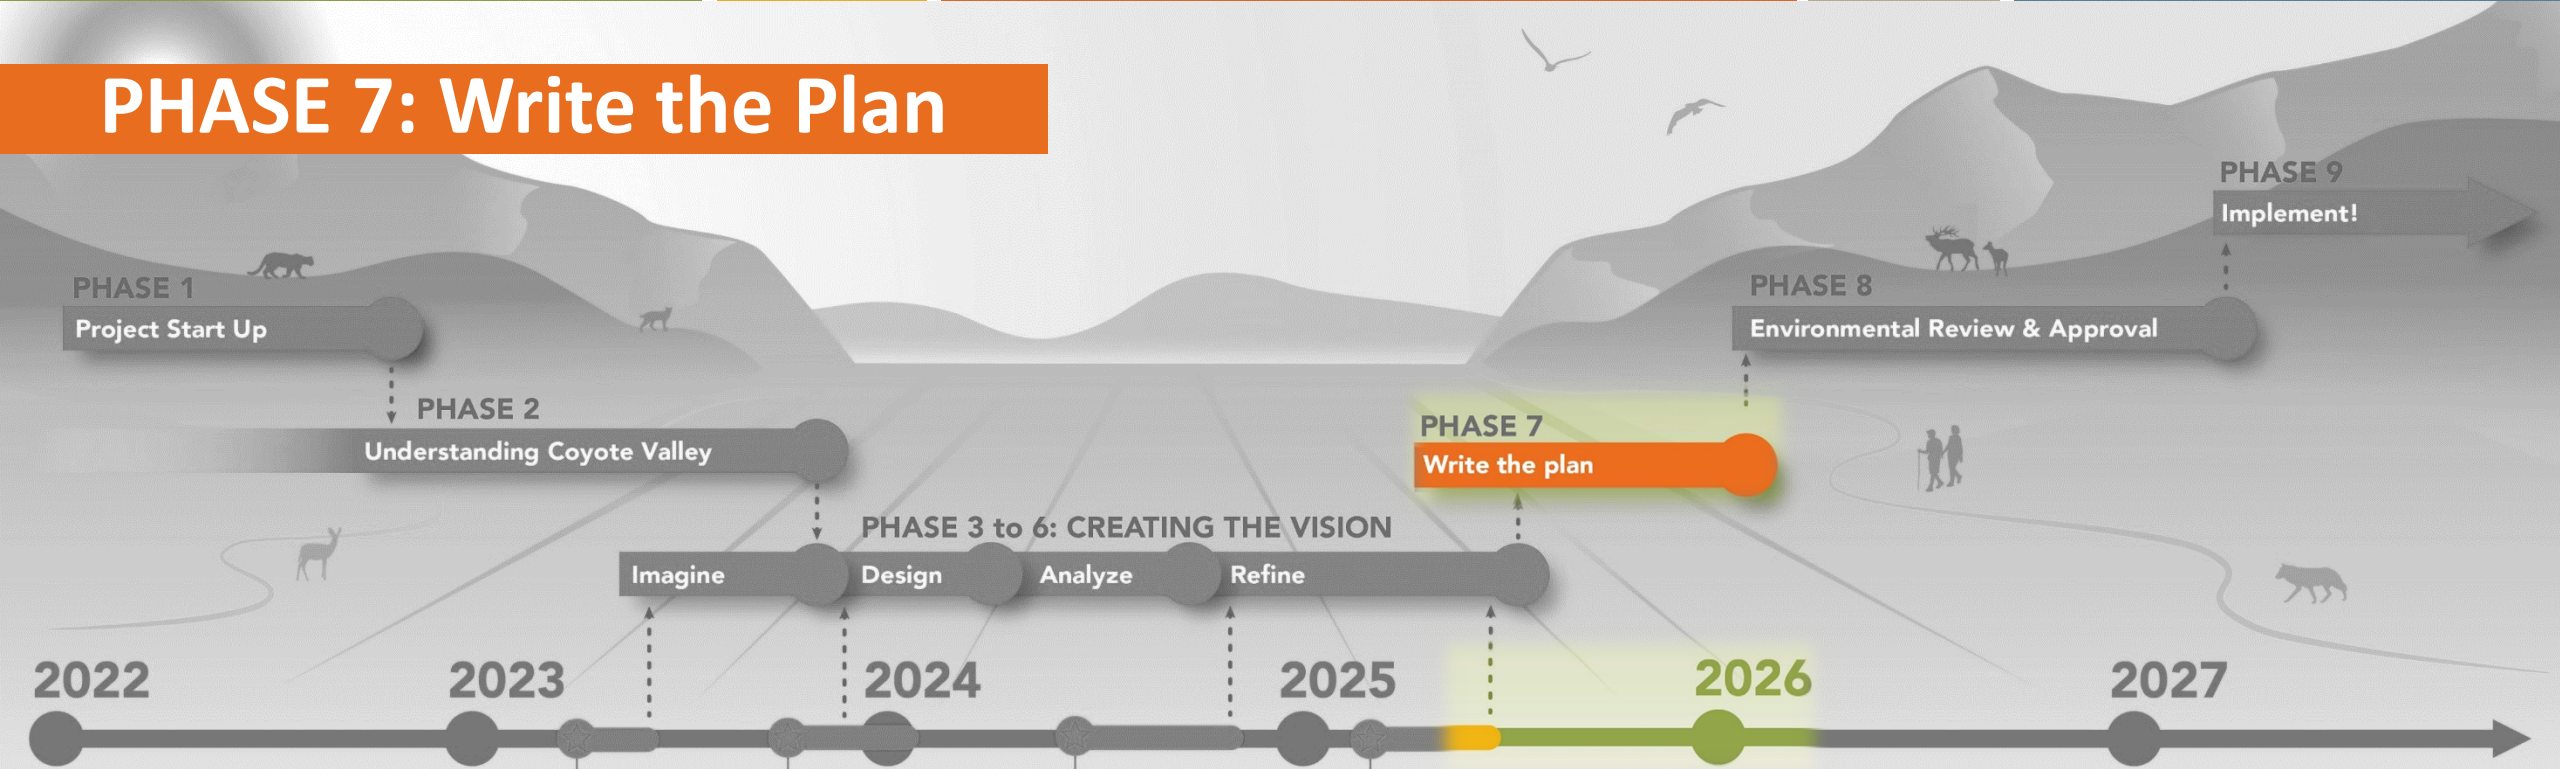 PHASE 7: Write the Plan
PHASE 9
Implement!
PHASE 1
Project Start Up
PHASE 8
Environmental Review & Approval
PHASE 2
Understanding Coyote Valley
PHASE 7
Write the plan
PHASE 3 to 6: CREATING THE VISION
Imagine
Design
Analyze
Refine
2022
2023
2024
2025
2026
2027